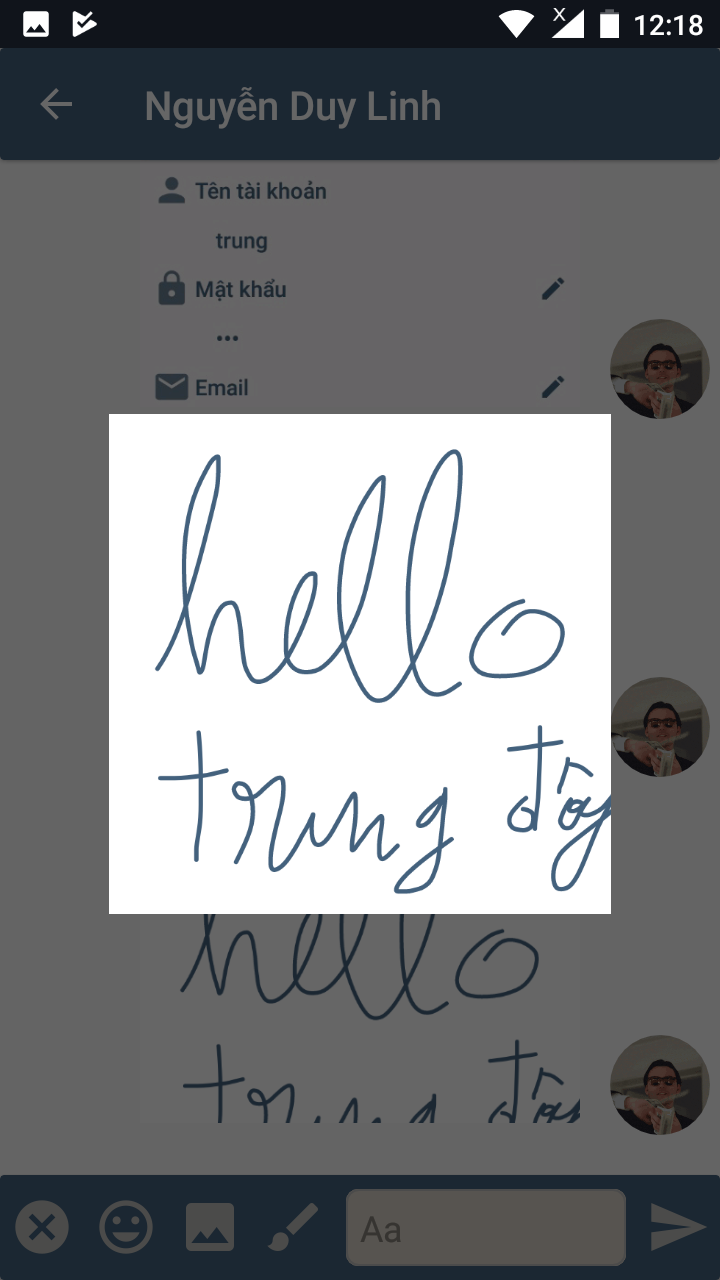 X
12:18
Nguyễn Duy Linh
Tên tài khoản
trung
Mật khẩu
•••
Email
hello
trung đây
hello
trung đây
Aa